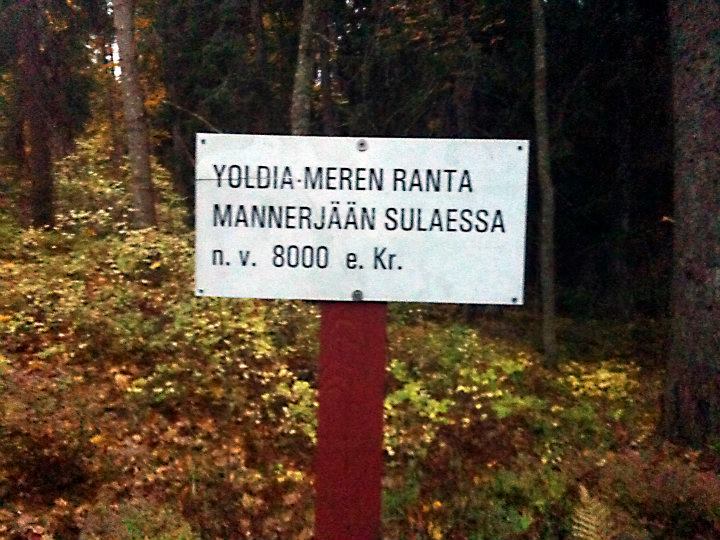 YOLDIA-MEREN RANTA
MANNERJÄÄN SULAESSA
n. v. 8000 e. Kr.